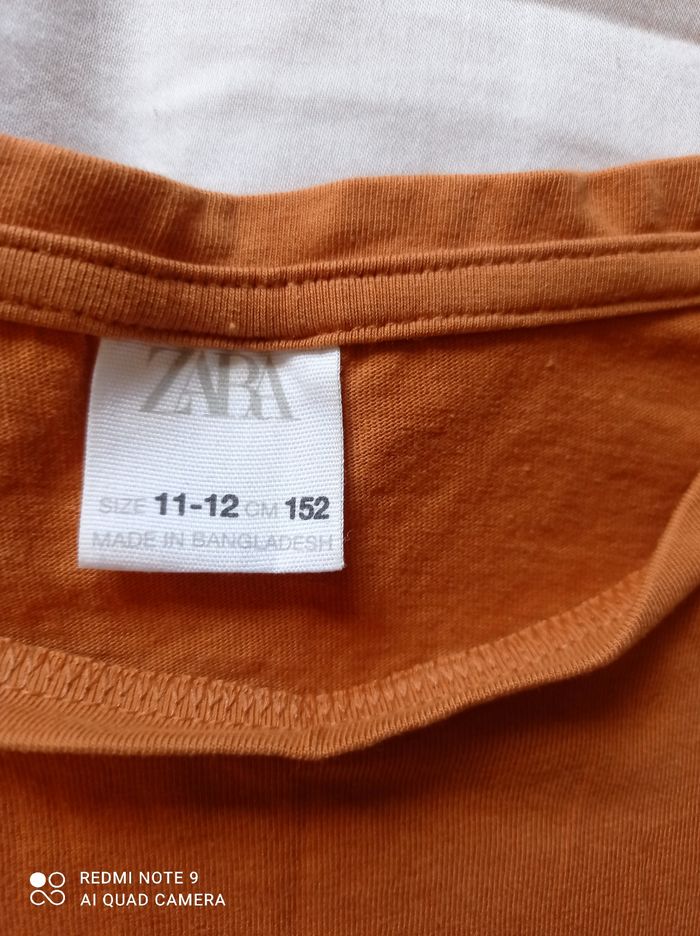 ZARA
SIZE 11-12 CM 152
MADE IN BANGLADESH
REDMI NOTE 9
AI QUAD CAMERA